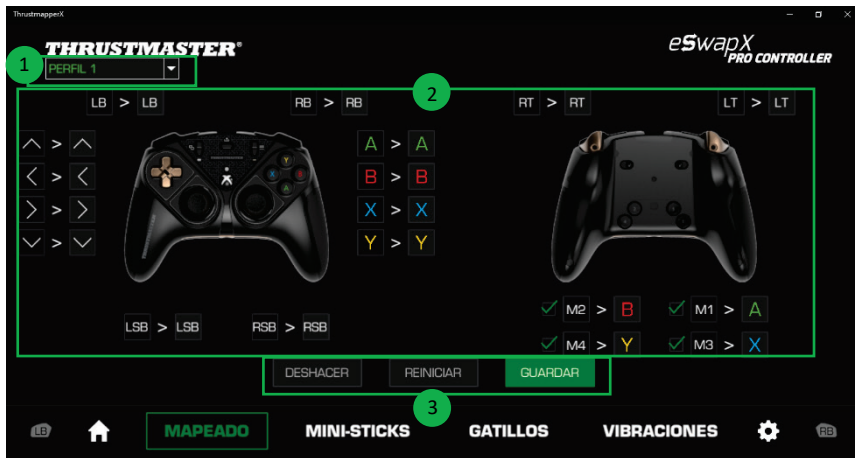 ThrustmapperX
THRUSTMASTER®
eSwapX
PRO CONTROLLER
1
PERFIL 1
2
LB > LB
RB > RB
RT > RT
LT > LT
> 
A > A
>
B > B
>
X > X
>
Y > Y
LSB > LSB
RSB > RSB
M2 > B
M1 > A
M4 > Y
M3 > X
DESHACER
REINICIAR
GUARDAR
3
LB
MAPEADO
MINI-STICKS
GATILLOS
VIBRACIONES
RB